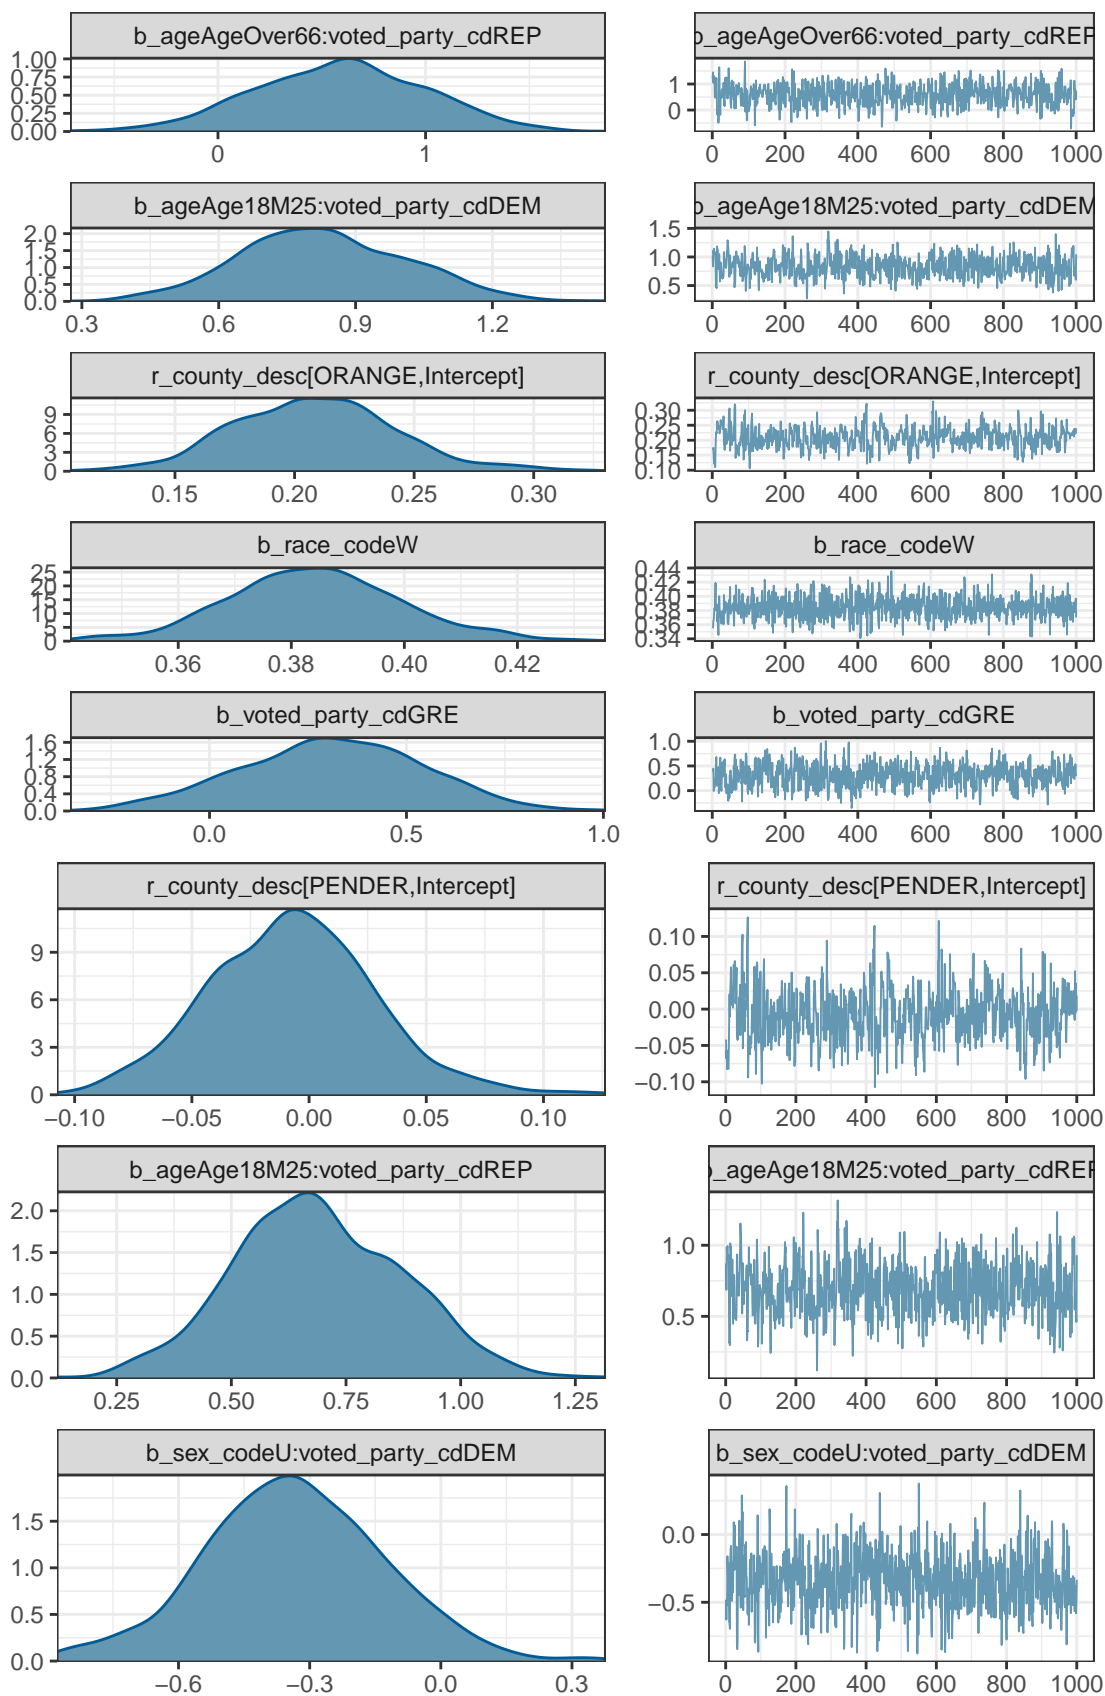 b_ageAgeOver66:voted_party_cdREP
1.00
0.75
0.50
0.25
0.00
0 1
b_ageAgeOver66:voted_party_cdREP
1
0
0 200 400 600 800 1000
b_ageAge18M25:voted_party_cdDEM
2.0
1.5
1.0
0.5
0.0
0.3 0.6 0.9 1.2
b_ageAge18M25:voted_party_cdDEM
1.5
1.0
0.5
0 200 400 600 800 1000
r_county_desc[ORANGE,Intercept]
9
6
3
0
0.15 0.20 0.25 0.30
r_county_desc[ORANGE,Intercept]
0.30
0.25
0.20
0.15
0.10
0 200 400 600 800 1000
b_race_codeW
25
20
15
10
5
0
0.36 0.38 0.40 0.42
b_race_codeW
0.44
0.42
0.40
0.38
0.36
0.34
0 200 400 600 800 1000
b_voted_party_cdGRE
1.6
1.2
0.8
0.4
0.0
0.0 0.5 1.0
b_voted_party_cdGRE
1.0
0.5
0.0
0 200 400 600 800 1000
r_county_desc[PENDER,Intercept]
9
6
3
0
−0.10 −0.05 0.00 0.05 0.10
r_county_desc[PENDER,Intercept]
0.10
0.05
0.00
−0.05
−0.10
0 200 400 600 800 1000
b_ageAge18M25:voted_party_cdREP
2.0
1.5
1.0
0.5
0.0
0.25 0.50 0.75 1.00 1.25
b_ageAge18M25:voted_party_cdREP
1.0
0.5
0 200 400 600 800 1000
b_sex_codeU:voted_party_cdDEM
1.5
1.0
0.5
0.0
−0.6 −0.3 0.0 0.3
b_sex_codeU:voted_party_cdDEM
0.0
−0.5
0 200 400 600 800 1000